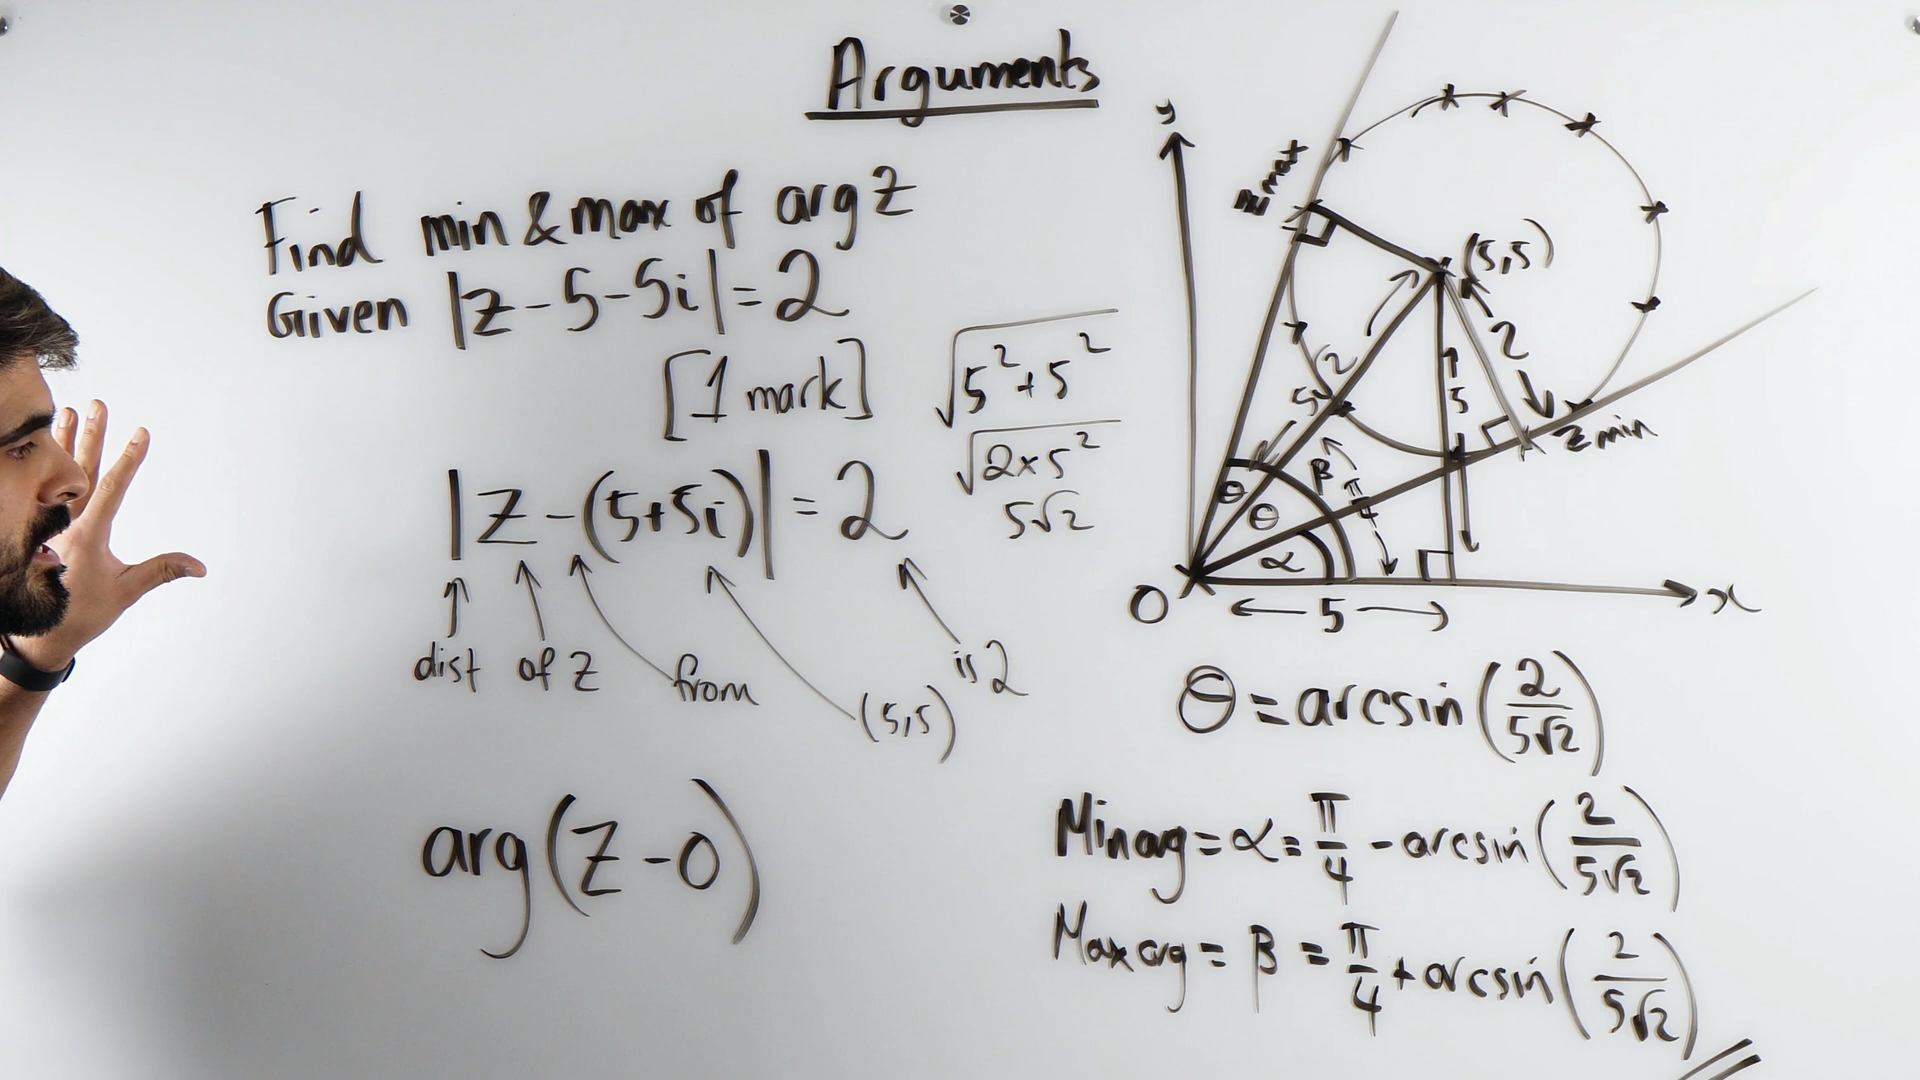 Arguments
Find min & max of arg z
Given |z-5-5i|=2
[1 mark]
|z-(5+5i)|=2
dist of z from (5,5) is 2
arg(z-0)
√5²+5²
√2×5²
5√2
y
z max
(5,5)
2
5√2
5
z min
θ
θ
β
π/4
α
O
5
x
θ = arcsin(2/5√2)
Min arg = α = π/4 - arcsin(2/5√2)
Max arg = β = π/4 + arcsin(2/5√2)